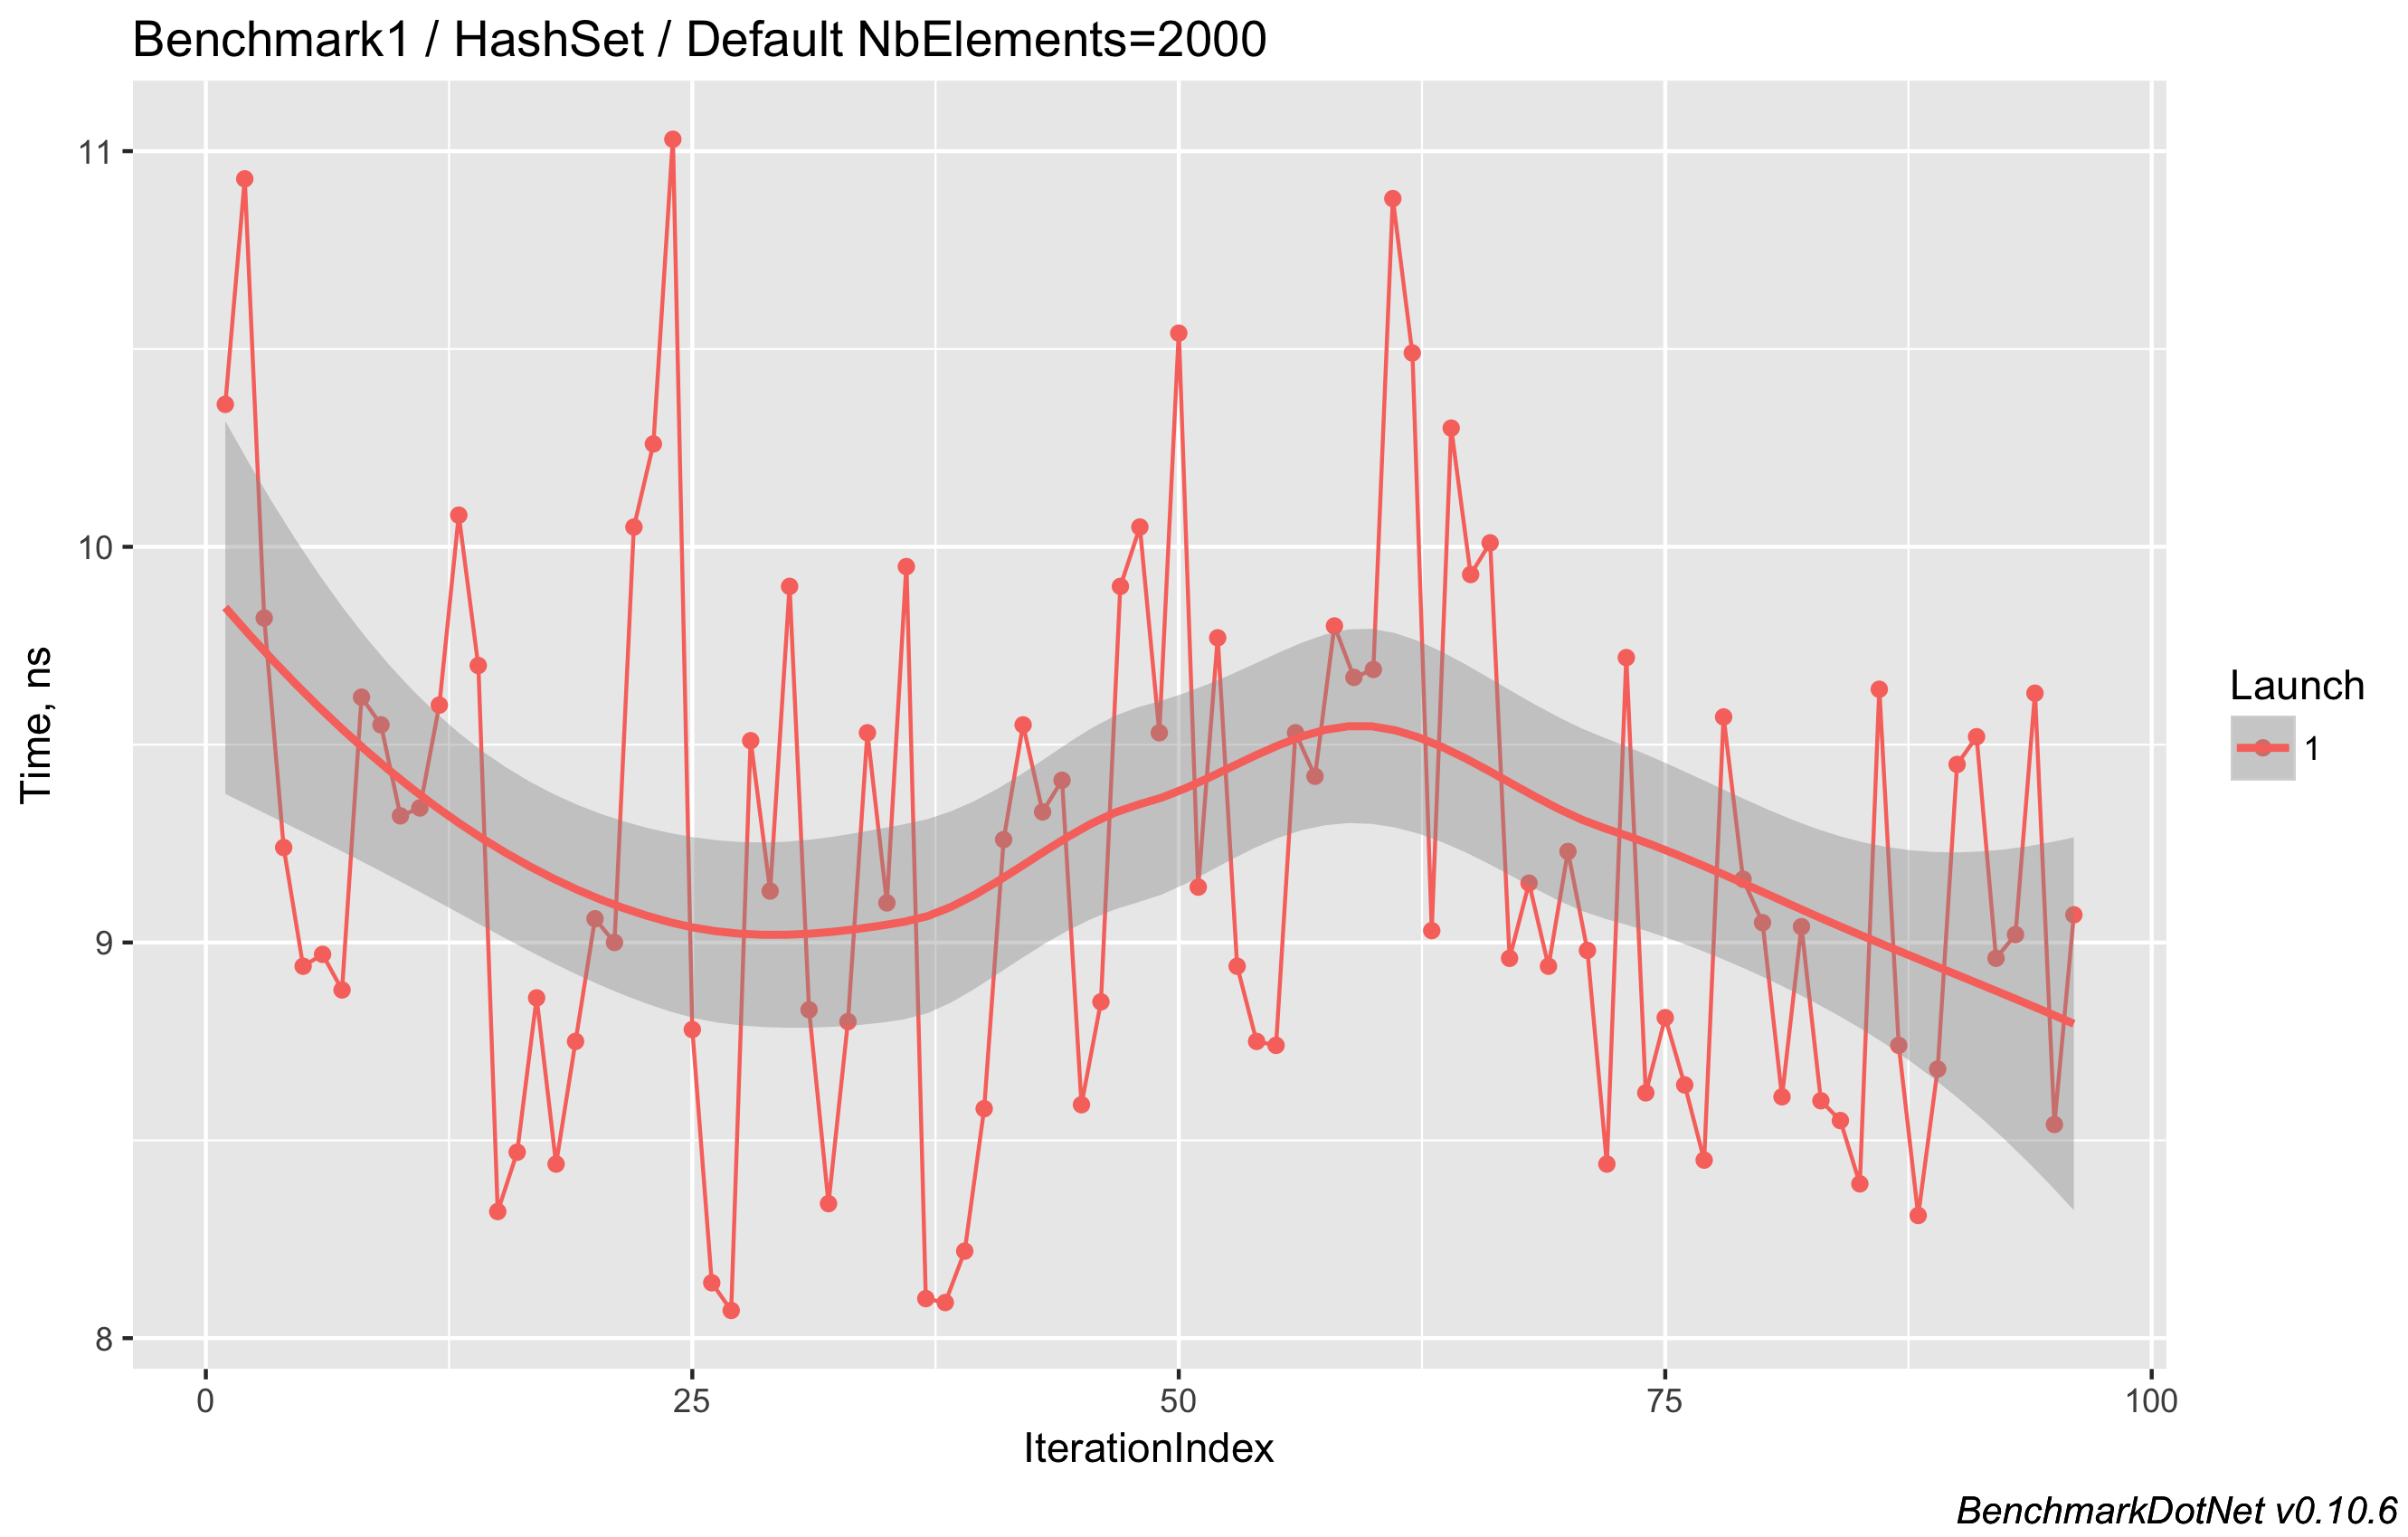 Benchmark1 / HashSet / Default NbElements=2000
11
10
9
8
Time, ns
0 25 50 75 100
IterationIndex
Launch
1
BenchmarkDotNet v0.10.6